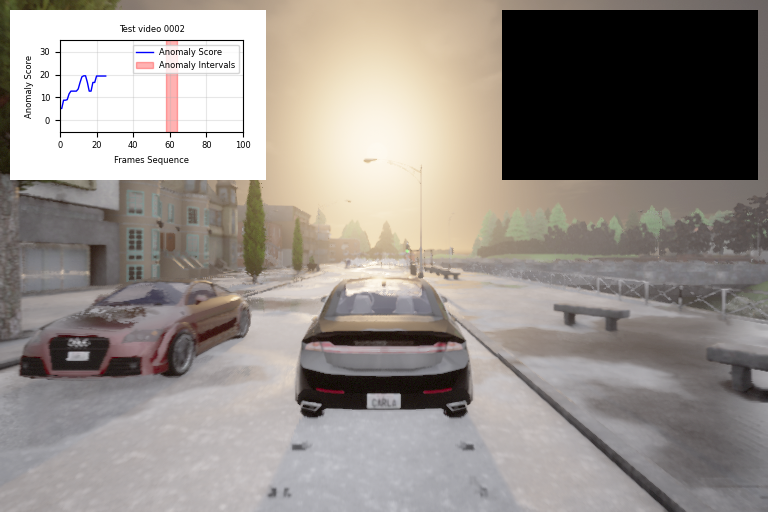 Test video 0002
Anomaly Score
30
20
10
0
Anomaly Score
Anomaly Intervals
0 20 40 60 80 100
Frames Sequence
CARLA